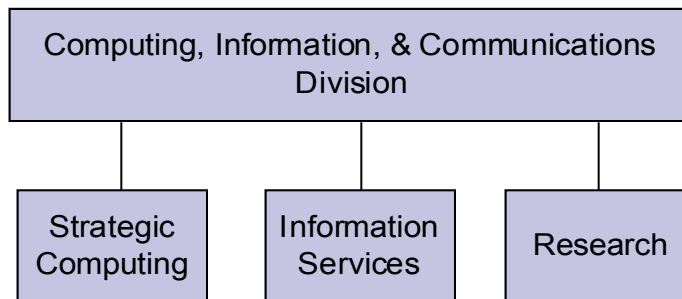 Computing, Information, & Communications
Division
Strategic
Computing
Information
Services
Research